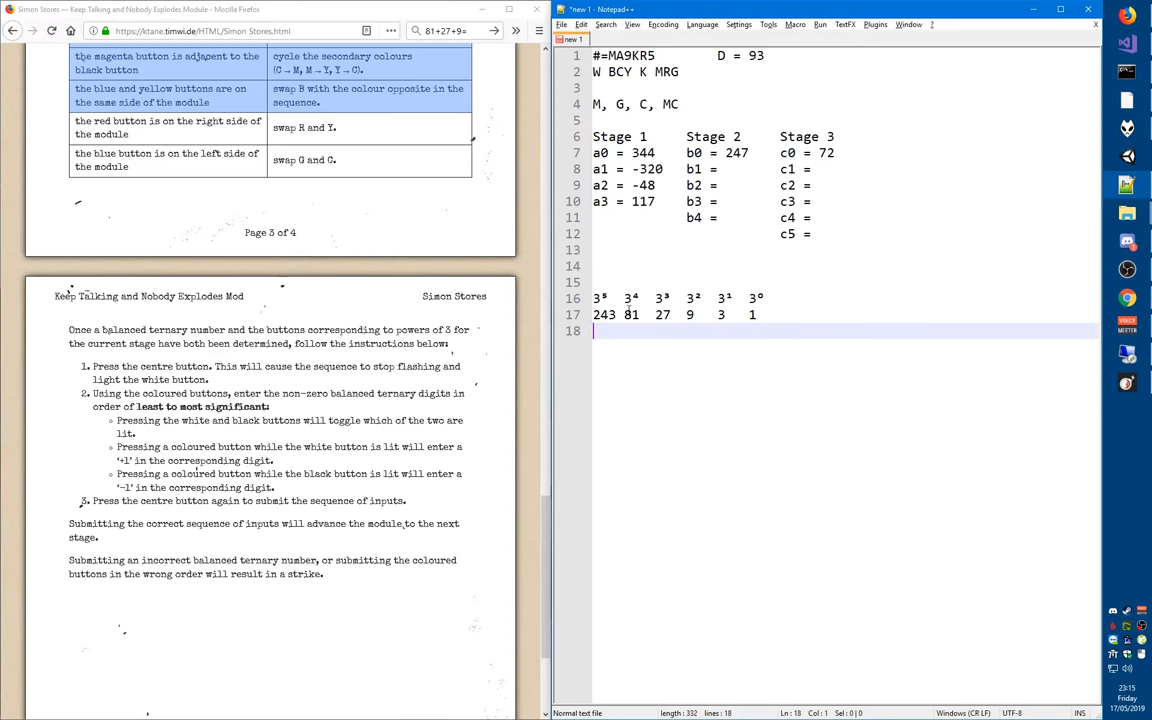 Simon Stores — Keep Talking and Nobody Explodes Module - Mozilla Firefox
https://ktane.timwi.de/HTML/Simon Stores.html
81+27+9=
the magenta button is adjacent to the black button
cycle the secondary colours (C→M, M→Y, Y→C).
the blue and yellow buttons are on the same side of the module
swap B with the colour opposite in the sequence.
the red button is on the right side of the module
swap R and Y.
the blue button is on the left side of the module
swap G and C.
Page 3 of 4
Keep Talking and Nobody Explodes Mod
Simon Stores
Once a balanced ternary number and the buttons corresponding to powers of 3 for
the current stage have both been determined, follow the instructions below:
1. Press the centre button. This will cause the sequence to stop flashing and
light the white button.
2. Using the coloured buttons, enter the non-zero balanced ternary digits in
order of least to most significant:
Pressing the white and black buttons will toggle which of the two are
lit.
Pressing a coloured button while the white button is lit will enter a
‘+1’ in the corresponding digit.
Pressing a coloured button while the black button is lit will enter a
‘−1’ in the corresponding digit.
3. Press the centre button again to submit the sequence of inputs.
Submitting the correct sequence of inputs will advance the module to the next
stage.
Submitting an incorrect balanced ternary number, or submitting the coloured
buttons in the wrong order will result in a strike.
*new 1 - Notepad++
File Edit Search View Encoding Language Settings Tools Macro Run TextFX Plugins Window ?
new 1
1 #=MA9KR5 D = 93
2 W BCY K MRG
3
4 M, G, C, MC
5
6 Stage 1 Stage 2 Stage 3
7 a0 = 344 b0 = 247 c0 = 72
8 a1 = -320 b1 = c1 =
9 a2 = -48 b2 = c2 =
10 a3 = 117 b3 = c3 =
11 b4 = c4 =
12 c5 =
13
14
15
16 3⁵ 3⁴ 3³ 3² 3¹ 3⁰
17 243 81 27 9 3 1
18
Normal text file length : 332 lines : 18 Ln : 18 Col : 1 Sel : 0 | 0 Windows (CR LF) UTF-8 INS
VOICE
MEETER
23:15
Friday
17/05/2019